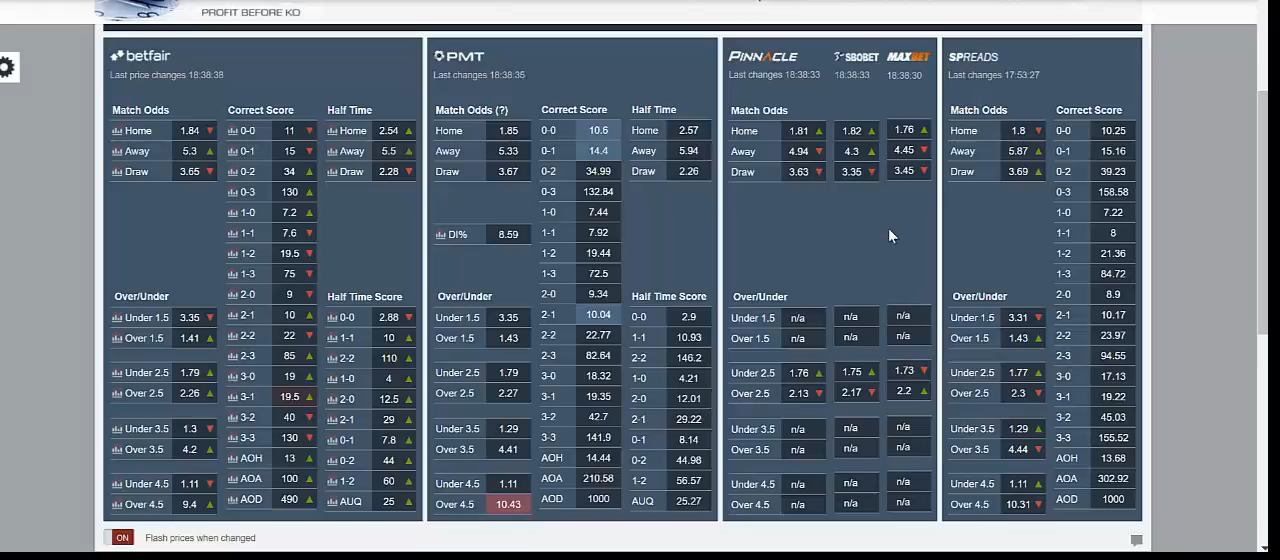 PROFIT BEFORE KO
betfair
Last price changes 18:38:38
Match Odds Correct Score Half Time
Home 1.84 0-0 11 Home 2.54
Away 5.3 0-1 15 Away 5.5
Draw 3.65 0-2 34 Draw 2.28
0-3 130
1-0 7.2
1-1 7.6
1-2 19.5
1-3 75
2-0 9
Over/Under Half Time Score
Under 1.5 3.35 2-1 10 0-0 2.88
Over 1.5 1.41 2-2 22 1-1 10
2-3 85 2-2 110
Under 2.5 1.79 3-0 19 1-0 4
Over 2.5 2.26 3-1 19.5 2-0 12.5
3-2 40 2-1 29
Under 3.5 1.3 3-3 130 0-1 7.8
Over 3.5 4.2 AOH 13 0-2 44
Under 4.5 1.11 AOA 100 1-2 60
Over 4.5 9.4 AOD 490 AUQ 25
PMT
Last changes 18:38:35
Match Odds (?) Correct Score Half Time
Home 1.85 0-0 10.6 Home 2.57
Away 5.33 0-1 14.4 Away 5.94
Draw 3.67 0-2 34.99 Draw 2.26
0-3 132.84
1-0 7.44
DI% 8.59 1-1 7.92
1-2 19.44
1-3 72.5
Over/Under 2-0 9.34 Half Time Score
Under 1.5 3.35 2-1 10.04 0-0 2.9
Over 1.5 1.43 2-2 22.77 1-1 10.93
2-3 82.64 2-2 146.2
Under 2.5 1.79 3-0 18.32 1-0 4.21
Over 2.5 2.27 3-1 19.35 2-0 12.01
3-2 42.7 2-1 29.22
Under 3.5 1.29 3-3 141.9 0-1 8.14
Over 3.5 4.41 AOH 14.44 0-2 44.98
Under 4.5 1.11 AOA 210.58 1-2 56.57
Over 4.5 10.43 AOD 1000 AUQ 25.27
PINNACLE SBOBET MAXBET
Last changes 18:38:33 18:38:33 18:38:30
Match Odds
Home 1.81 1.82 1.76
Away 4.94 4.3 4.45
Draw 3.63 3.35 3.45
Over/Under
Under 1.5 n/a n/a n/a
Over 1.5 n/a n/a n/a
Under 2.5 1.76 1.75 1.73
Over 2.5 2.13 2.17 2.2
Under 3.5 n/a n/a n/a
Over 3.5 n/a n/a n/a
Under 4.5 n/a n/a n/a
Over 4.5 n/a n/a n/a
SPREADS
Last changes 17:53:27
Match Odds Correct Score
Home 1.8 0-0 10.25
Away 5.87 0-1 15.16
Draw 3.69 0-2 39.23
0-3 158.58
1-0 7.22
1-1 8
1-2 21.36
1-3 84.72
Over/Under 2-0 8.9
Under 1.5 3.31 2-1 10.17
Over 1.5 1.43 2-2 23.97
2-3 94.55
Under 2.5 1.77 3-0 17.13
Over 2.5 2.3 3-1 19.22
3-2 45.03
Under 3.5 1.29 3-3 155.52
Over 3.5 4.44 AOH 13.68
Under 4.5 1.11 AOA 302.92
Over 4.5 10.31 AOD 1000
ON Flash prices when changed